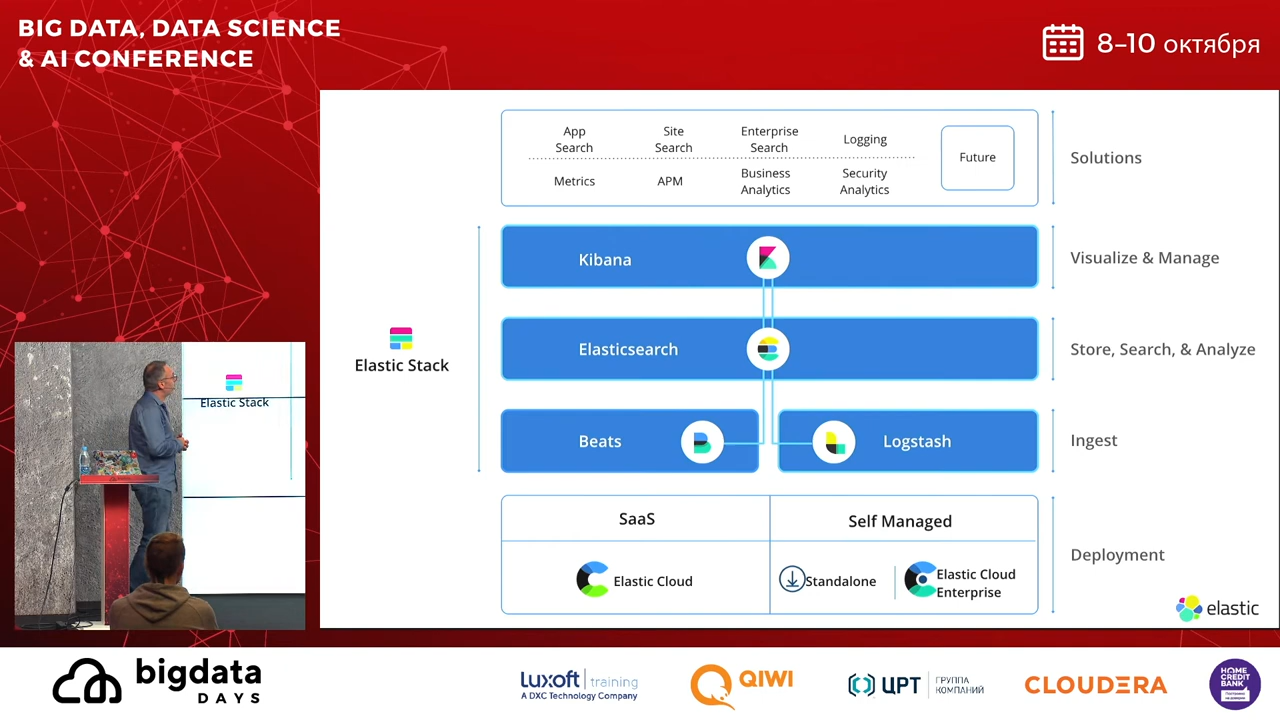 BIG DATA, DATA SCIENCE
& AI CONFERENCE
8–10 октября
App
Search
Site
Search
Enterprise
Search
Logging
Metrics
APM
Business
Analytics
Security
Analytics
Future
Solutions
Kibana
Visualize & Manage
Elastic Stack
Elasticsearch
Store, Search, & Analyze
Beats
Logstash
Ingest
SaaS
Self Managed
Elastic Cloud
Standalone
Elastic Cloud
Enterprise
Deployment
elastic
Elastic Stack
bigdata
DAYS
Luxoft training
A DXC Technology Company
QIWI
ЦРТ
ГРУППА
КОМПАНИЙ
CLOUDERA
HOME
CREDIT
BANK